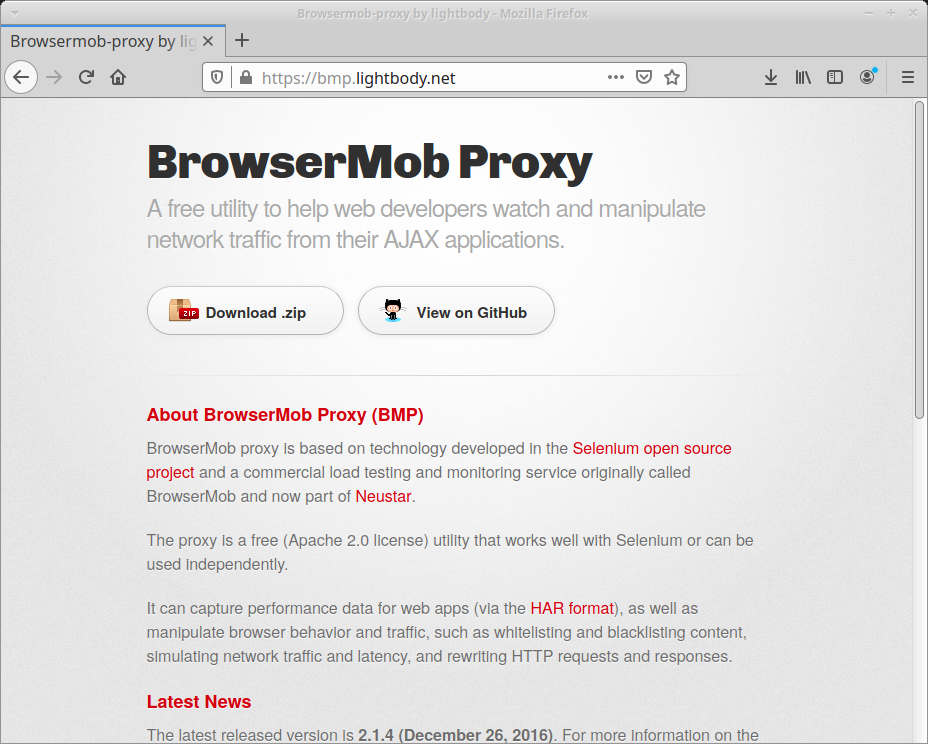 Browsermob-proxy by lightbody - Mozilla Firefox
Browsermob-proxy by lig
https://bmp.lightbody.net
BrowserMob Proxy
A free utility to help web developers watch and manipulate
network traffic from their AJAX applications.
ZIP Download .zip
View on GitHub
About BrowserMob Proxy (BMP)
BrowserMob proxy is based on technology developed in the Selenium open source
project and a commercial load testing and monitoring service originally called
BrowserMob and now part of Neustar.
The proxy is a free (Apache 2.0 license) utility that works well with Selenium or can be
used independently.
It can capture performance data for web apps (via the HAR format), as well as
manipulate browser behavior and traffic, such as whitelisting and blacklisting content,
simulating network traffic and latency, and rewriting HTTP requests and responses.
Latest News
The latest released version is 2.1.4 (December 26, 2016). For more information on the